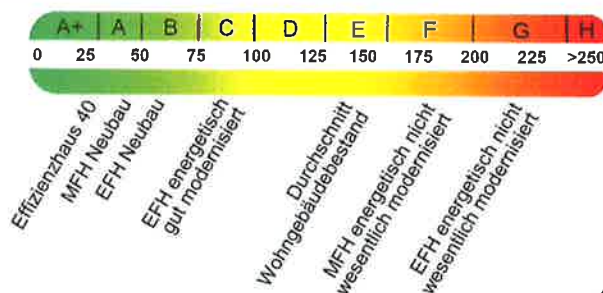 A+ A B C D E F G H
0 25 50 75 100 125 150 175 200 225 >250
Effizienzhaus 40
MFH Neubau
EFH Neubau
EFH energetisch
gut modernisiert
Durchschnitt
Wohngebäudebestand
MFH energetisch nicht
wesentlich modernisiert
EFH energetisch nicht
wesentlich modernisiert